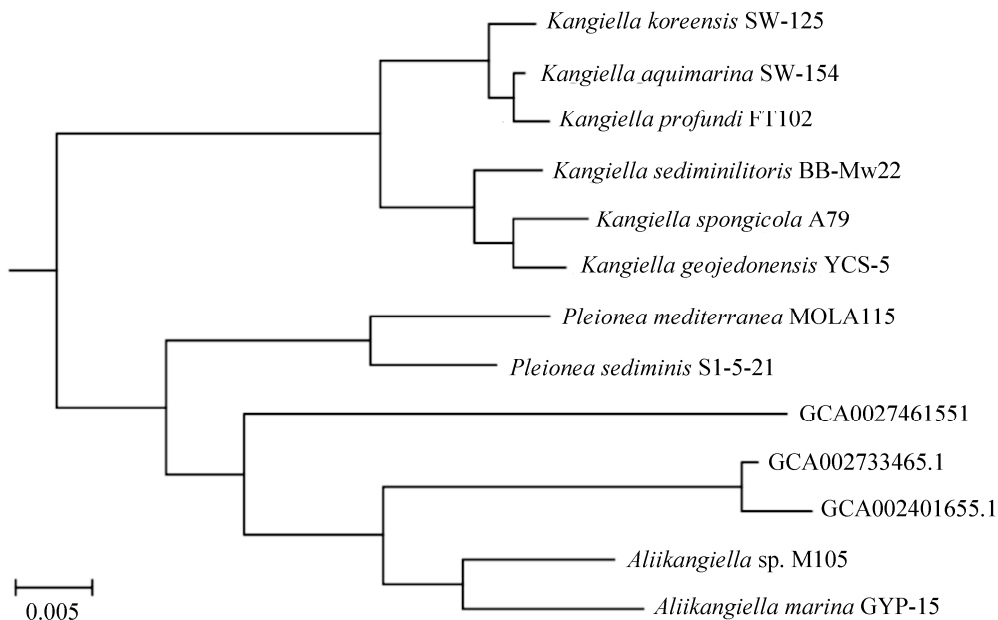 Kangiella koreensis SW-125
Kangiella aquimarina SW-154
Kangiella profundi FT102
Kangiella sediminilitoris BB-Mw22
Kangiella spongicola A79
Kangiella geojedonensis YCS-5
Pleionea mediterranea MOLA115
Pleionea sediminis S1-5-21
GCA0027461551
GCA002733465.1
GCA002401655.1
Aliikangiella sp. M105
Aliikangiella marina GYP-15
0.005